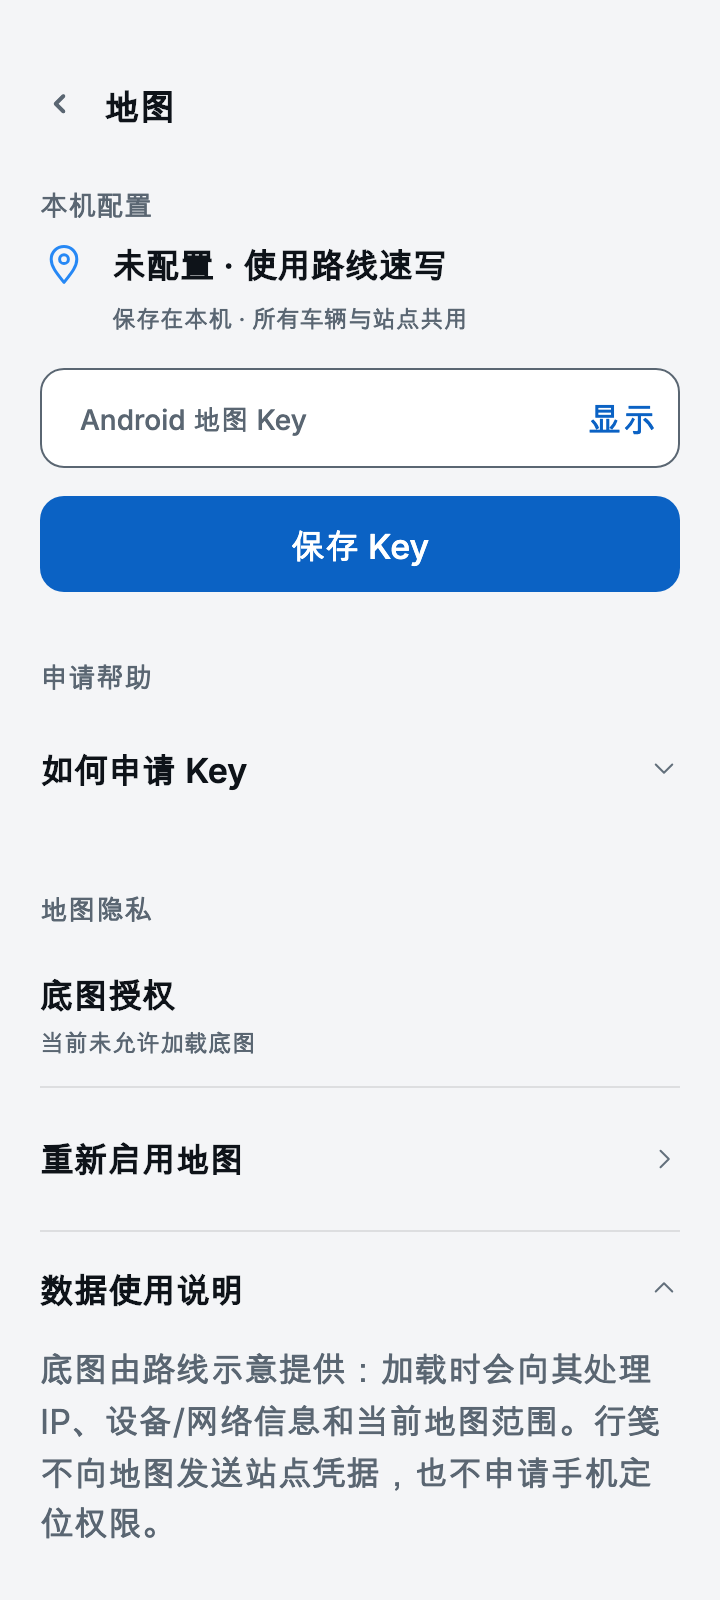 地图
本机配置
未配置 · 使用路线速写
保存在本机 · 所有车辆与站点共用
Android 地图 Key
显示
保存 Key
申请帮助
如何申请 Key
地图隐私
底图授权
当前未允许加载底图
重新启用地图
数据使用说明
底图由路线示意提供：加载时会向其处理
IP、设备/网络信息和当前地图范围。行笺
不向地图发送站点凭据，也不申请手机定
位权限。